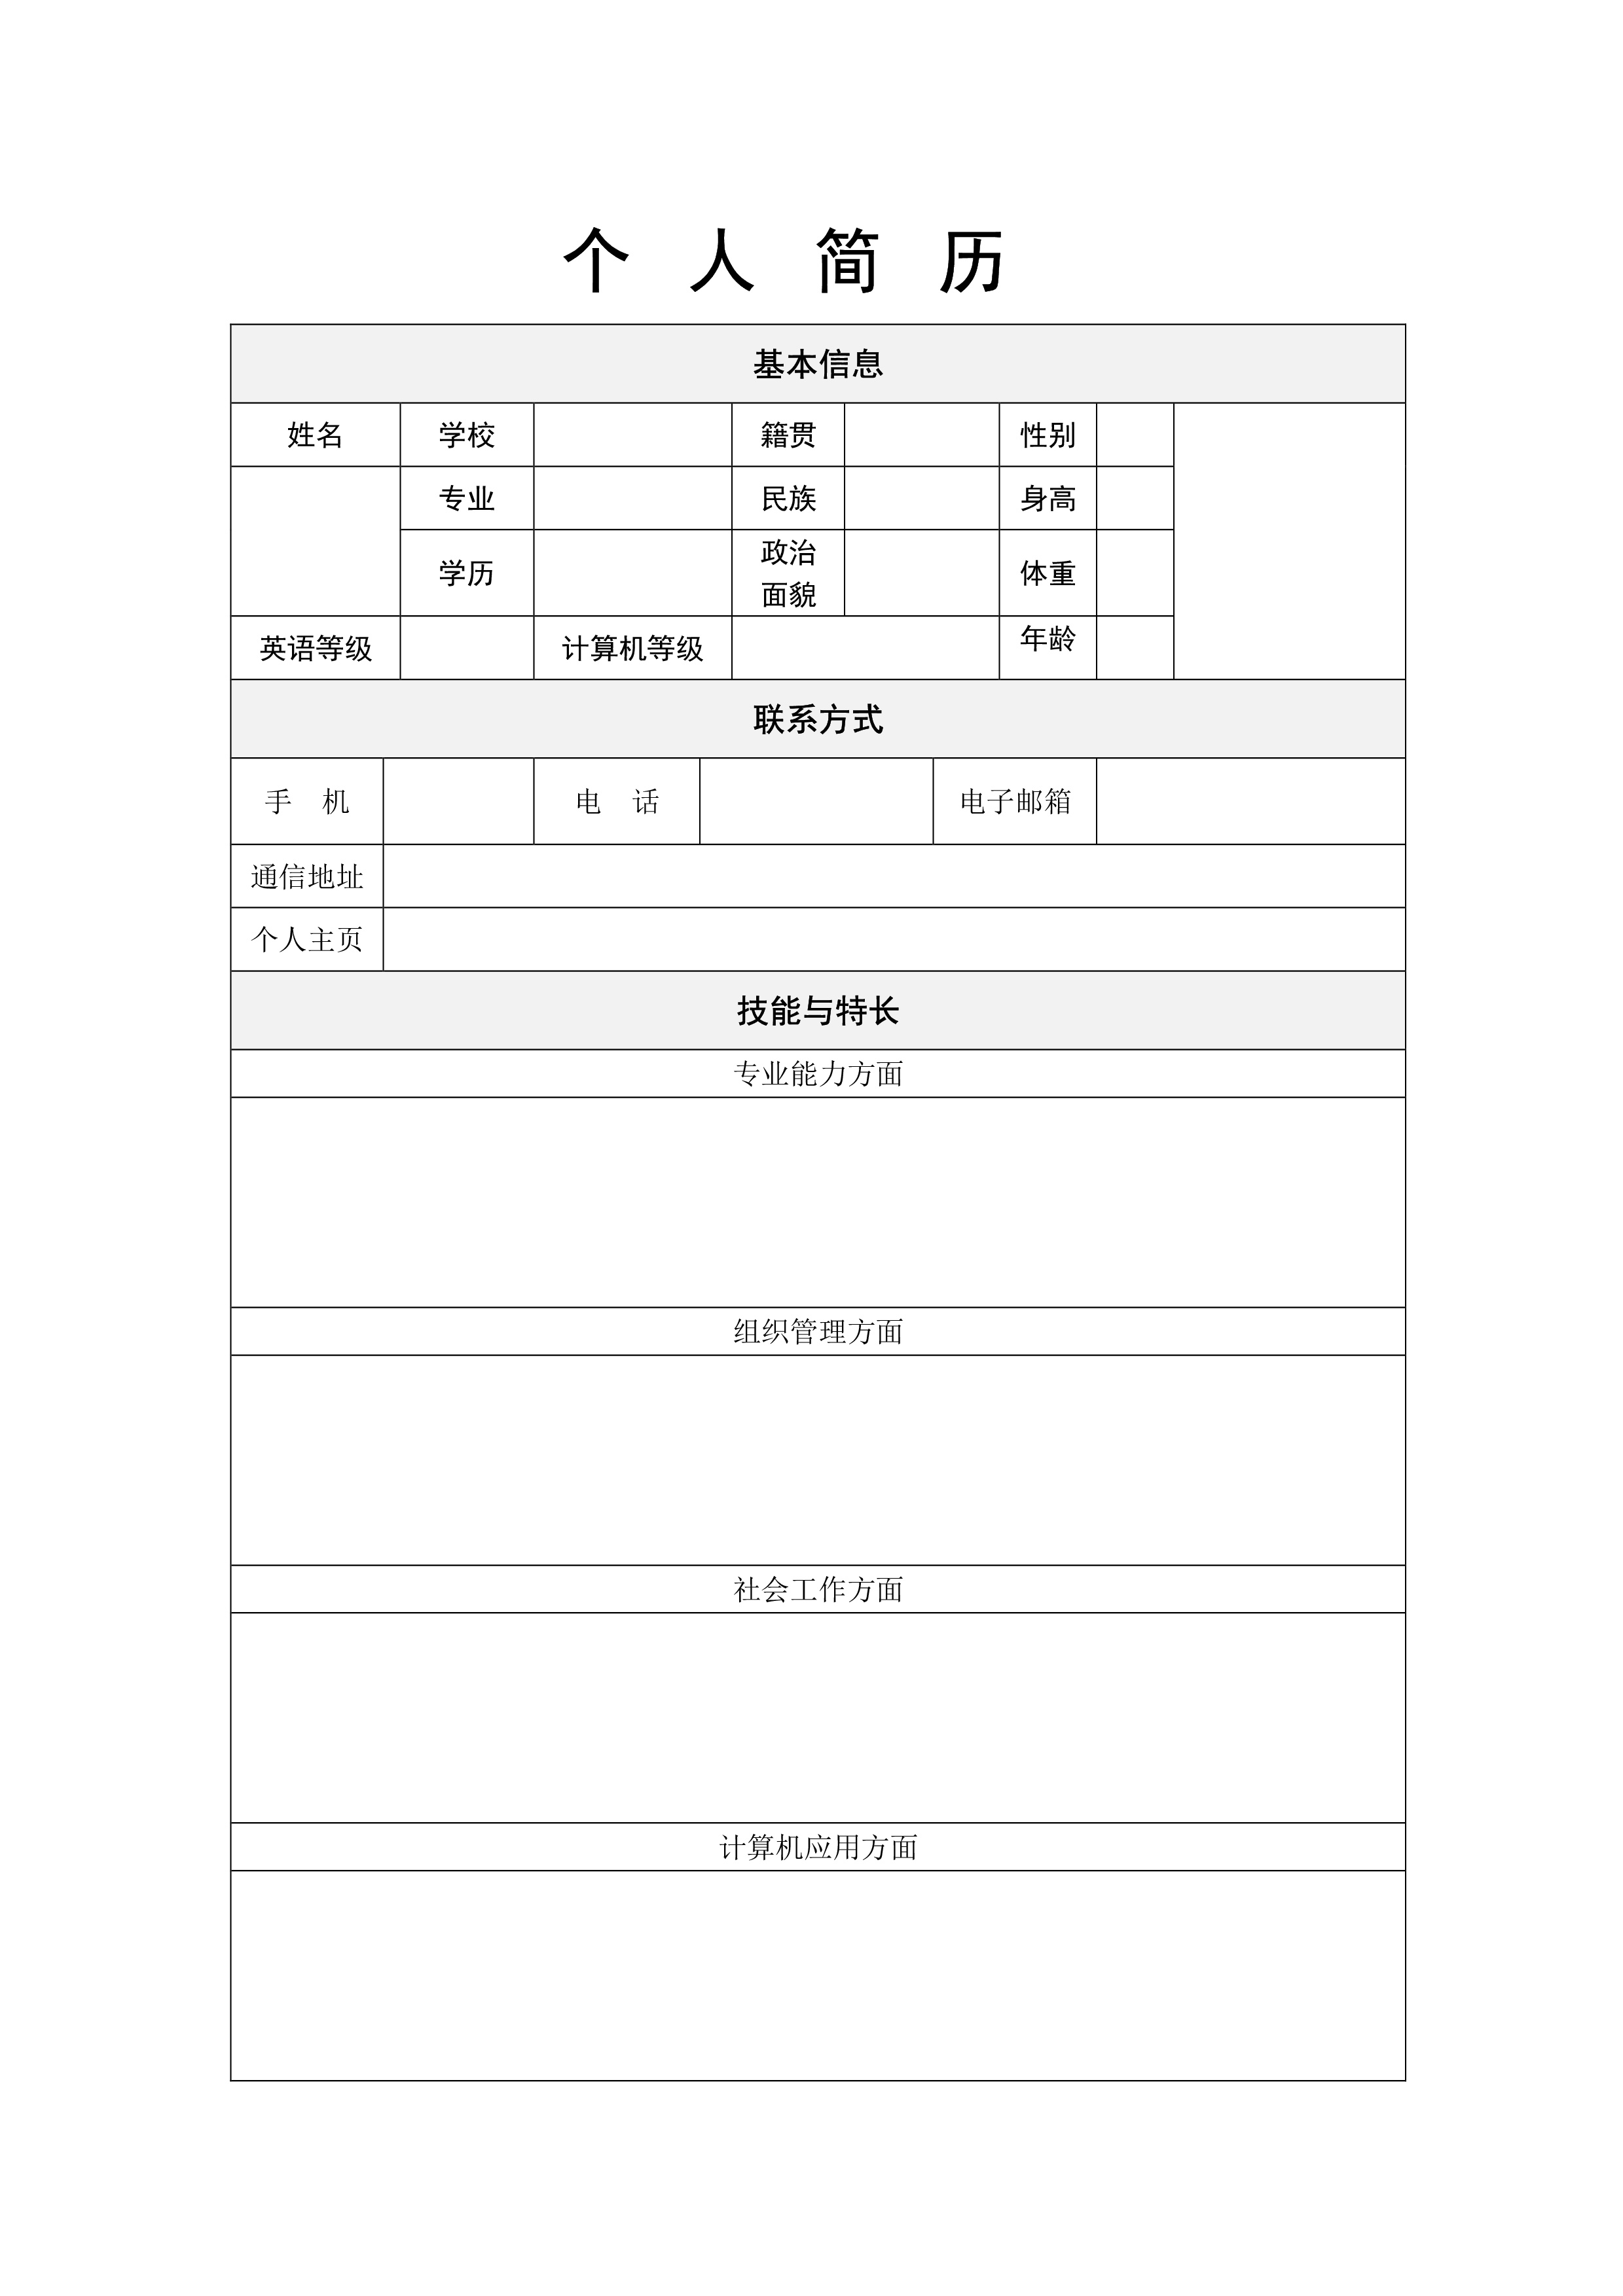 个 人 简 历
基本信息
姓名 学校 籍贯 性别
专业 民族 身高
学历 政治 体重
面貌
英语等级 计算机等级 年龄
联系方式
手 机 电 话 电子邮箱
通信地址
个人主页
技能与特长
专业能力方面
组织管理方面
社会工作方面
计算机应用方面